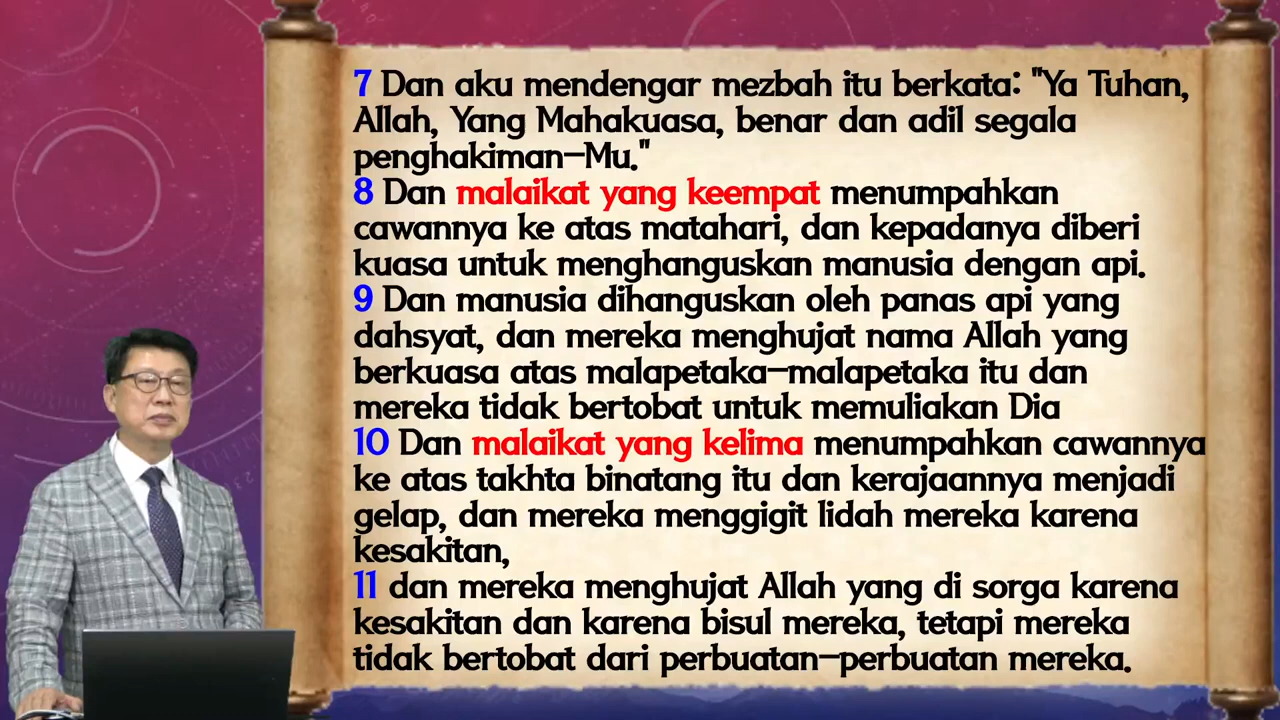 7 Dan aku mendengar mezbah itu berkata: "Ya Tuhan,
Allah, Yang Mahakuasa, benar dan adil segala
penghakiman-Mu."
8 Dan malaikat yang keempat menumpahkan
cawannya ke atas matahari, dan kepadanya diberi
kuasa untuk menghanguskan manusia dengan api.
9 Dan manusia dihanguskan oleh panas api yang
dahsyat, dan mereka menghujat nama Allah yang
berkuasa atas malapetaka-malapetaka itu dan
mereka tidak bertobat untuk memuliakan Dia
10 Dan malaikat yang kelima menumpahkan cawannya
ke atas takhta binatang itu dan kerajaannya menjadi
gelap, dan mereka menggigit lidah mereka karena
kesakitan,
11 dan mereka menghujat Allah yang di sorga karena
kesakitan dan karena bisul mereka, tetapi mereka
tidak bertobat dari perbuatan-perbuatan mereka.